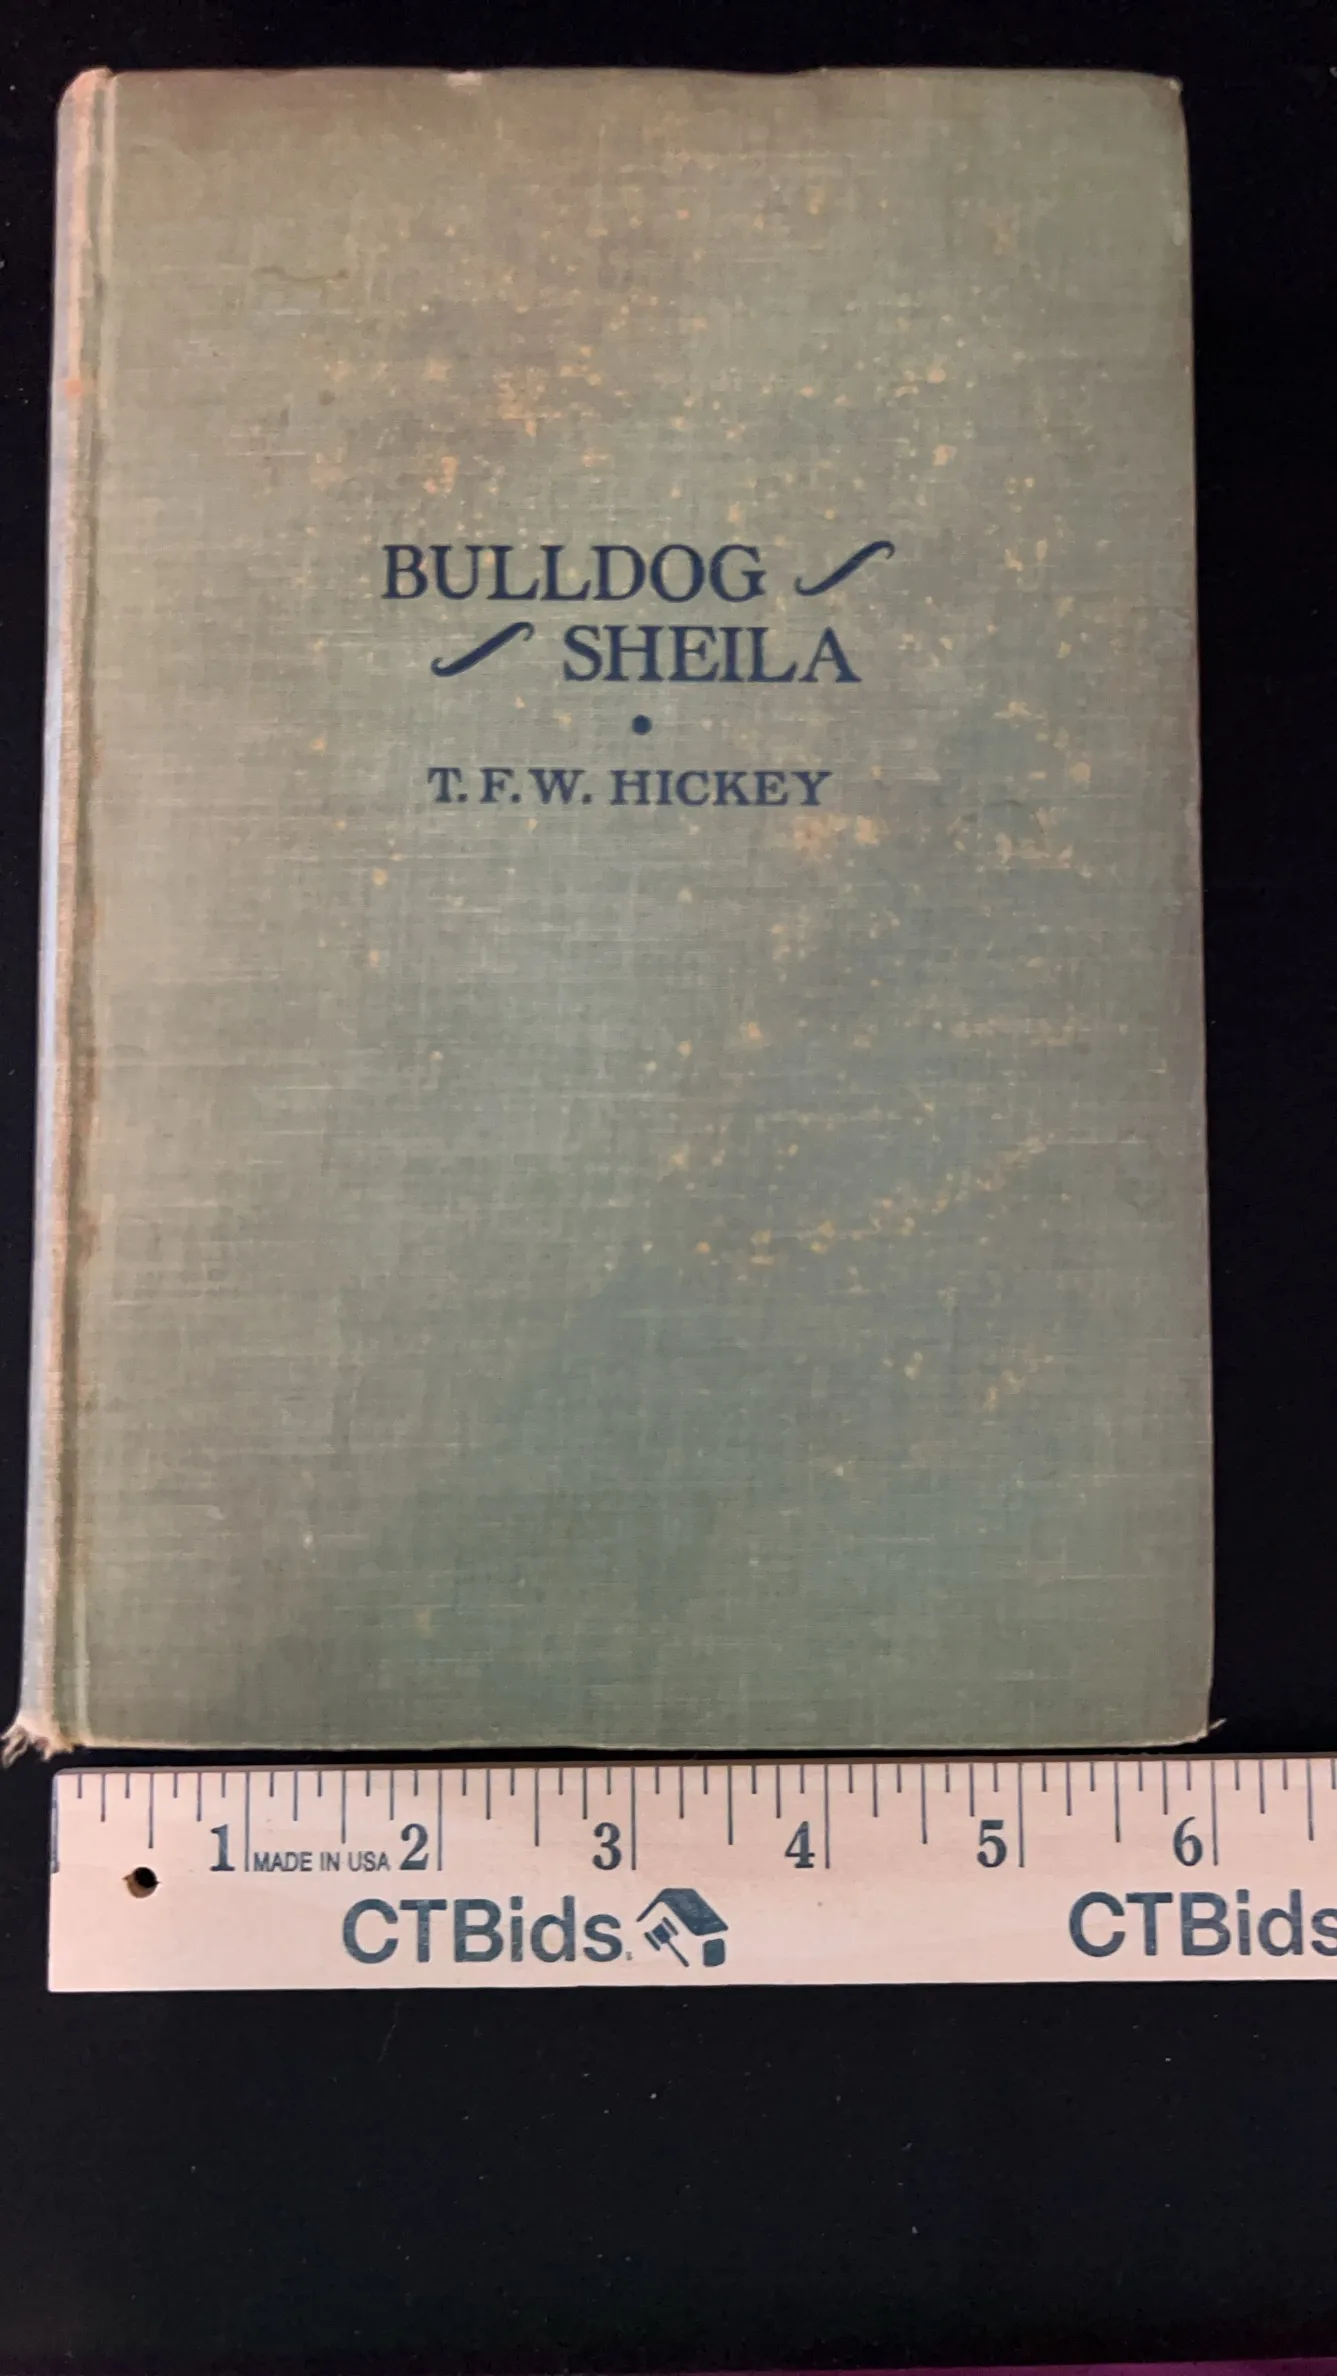 BULLDOG
SHEILA
•
T. F. W. HICKEY
1 MADE IN USA 2 3 4 5 6
CTBids. CTBids